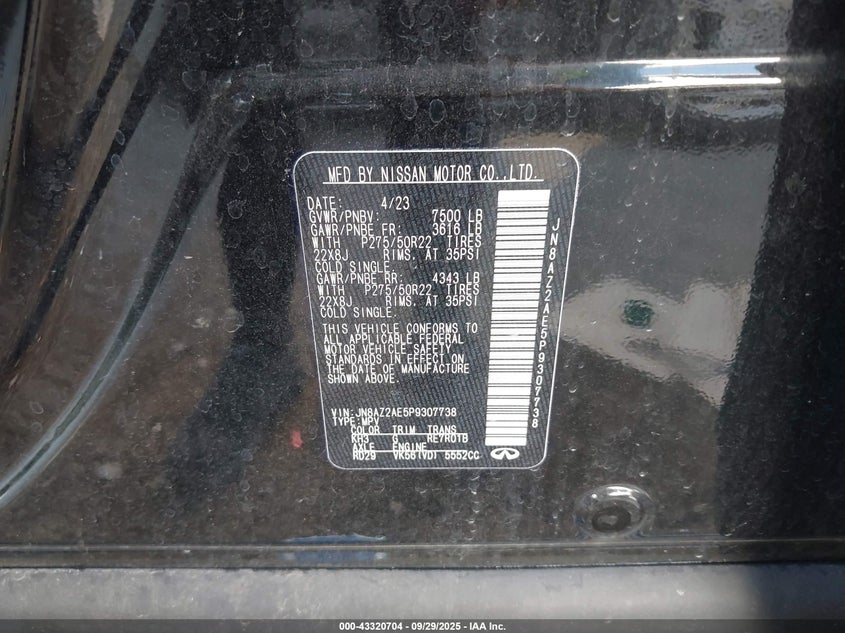 MFD BY NISSAN MOTOR CO.,LTD.
DATE: 4/23
GVWR/PNBV: 7500 LB
GAWR/PNBE FR: 3616 LB
WITH P275/50R22 TIRES
22X8J RIMS, AT 35PSI
COLD SINGLE.
GAWR/PNBE RR: 4343 LB
WITH P275/50R22 TIRES
22X8J RIMS, AT 35PSI
COLD SINGLE.
THIS VEHICLE CONFORMS TO
ALL APPLICABLE FEDERAL
MOTOR VEHICLE SAFETY
STANDARDS IN EFFECT ON
THE DATE OF MANUFACTURE
SHOWN ABOVE.
VIN: JN8AZ2AE5P9307738
TYPE: MPV
COLOR TRIM TRANS
KH3 G RE7R01B
AXLE ENGINE
RD29 VK56(VD) 5552CC
JN8AZ2AE5P9307738
000-43320704 | 09/29/2025 | IAA Inc.